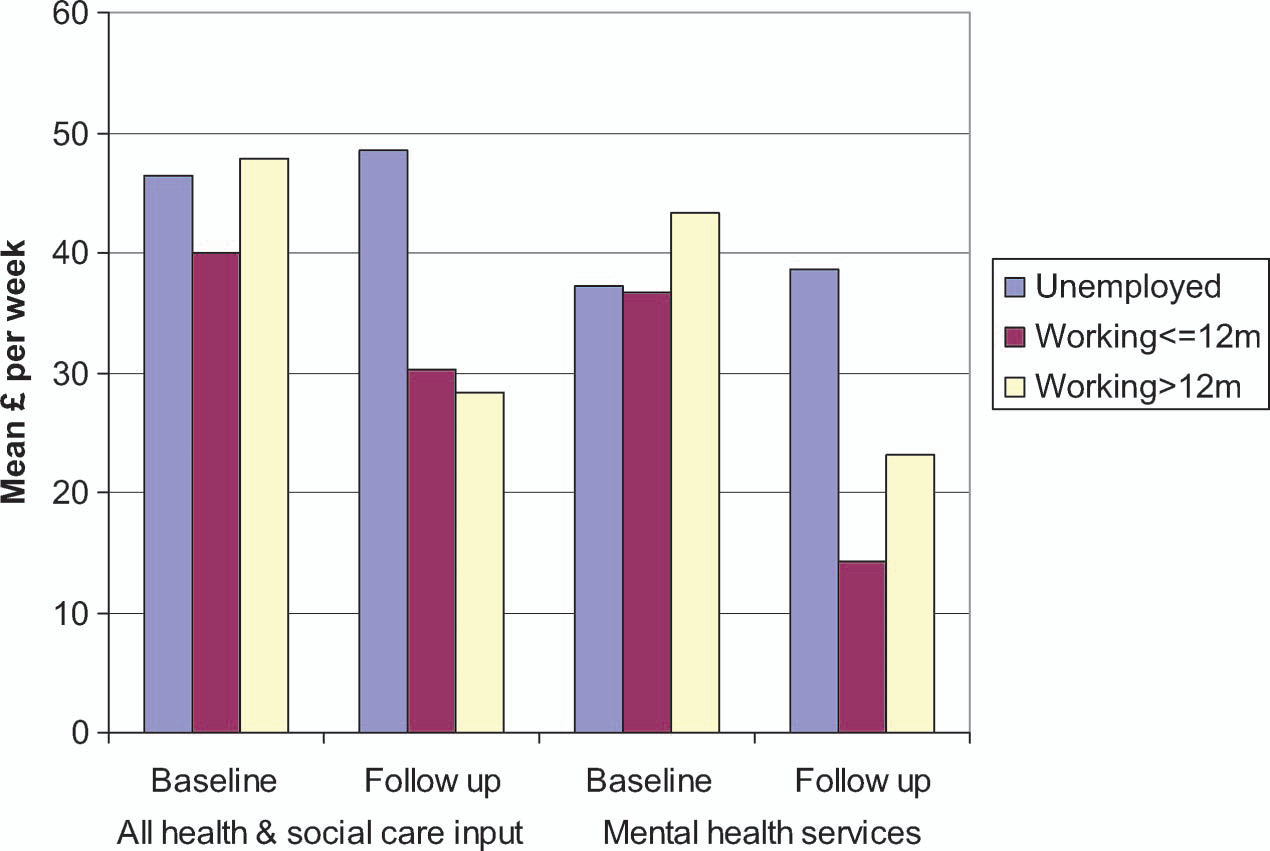 60
50
40
30
20
10
0
Mean £ per week
Baseline Follow up Baseline Follow up
All health & social care input Mental health services
Unemployed
Working<=12m
Working>12m